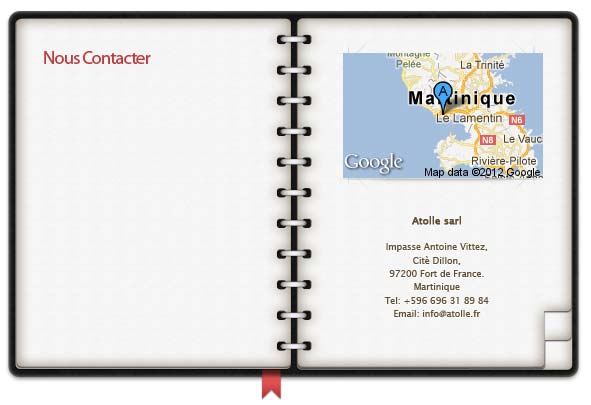 Nous Contacter
Montagne
Pelée
La Trinité
A
Martinique
Le Lamentin
N6
N8
Le Vauc
Rivière-Pilote
Google
Map data ©2012 Google
Atolle sarl
Impasse Antoine Vittez,
Citè Dillon,
97200 Fort de France.
Martinique
Tel: +596 696 31 89 84
Email: info@atolle.fr